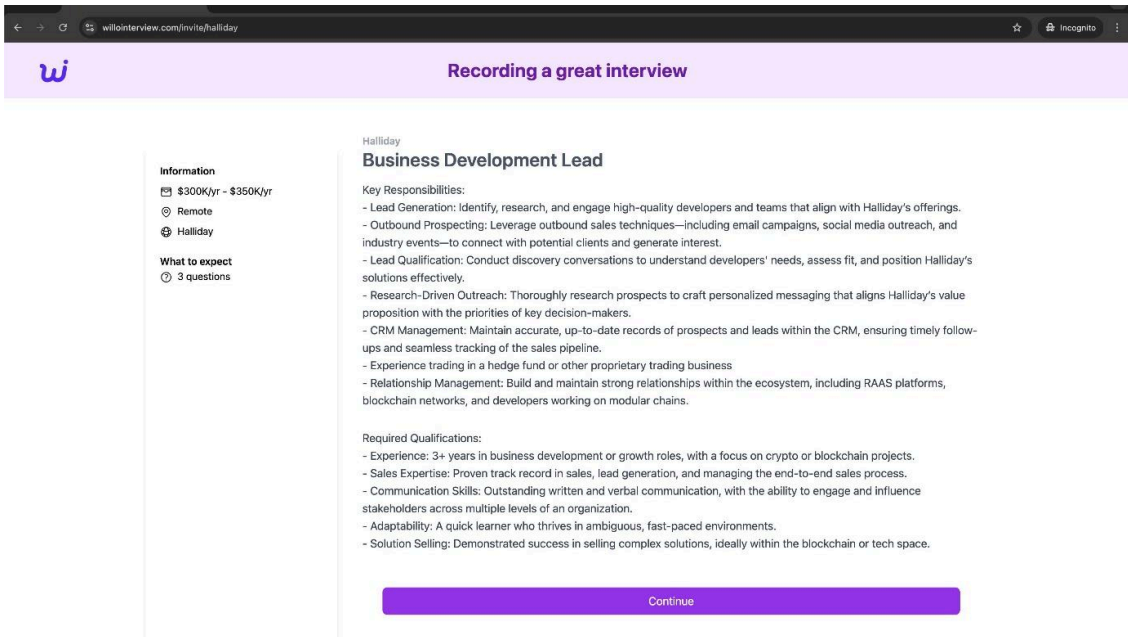 willointerview.com/invite/halliday
Incognito
wi
Recording a great interview
Information
$300K/yr - $350K/yr
Remote
Halliday
What to expect
3 questions
Halliday
Business Development Lead
Key Responsibilities:
- Lead Generation: Identify, research, and engage high-quality developers and teams that align with Halliday's offerings.
- Outbound Prospecting: Leverage outbound sales techniques—including email campaigns, social media outreach, and
industry events—to connect with potential clients and generate interest.
- Lead Qualification: Conduct discovery conversations to understand developers' needs, assess fit, and position Halliday's
solutions effectively.
- Research-Driven Outreach: Thoroughly research prospects to craft personalized messaging that aligns Halliday's value
proposition with the priorities of key decision-makers.
- CRM Management: Maintain accurate, up-to-date records of prospects and leads within the CRM, ensuring timely follow-
ups and seamless tracking of the sales pipeline.
- Experience trading in a hedge fund or other proprietary trading business
- Relationship Management: Build and maintain strong relationships within the ecosystem, including RAAS platforms,
blockchain networks, and developers working on modular chains.
Required Qualifications:
- Experience: 3+ years in business development or growth roles, with a focus on crypto or blockchain projects.
- Sales Expertise: Proven track record in sales, lead generation, and managing the end-to-end sales process.
- Communication Skills: Outstanding written and verbal communication, with the ability to engage and influence
stakeholders across multiple levels of an organization.
- Adaptability: A quick learner who thrives in ambiguous, fast-paced environments.
- Solution Selling: Demonstrated success in selling complex solutions, ideally within the blockchain or tech space.
Continue